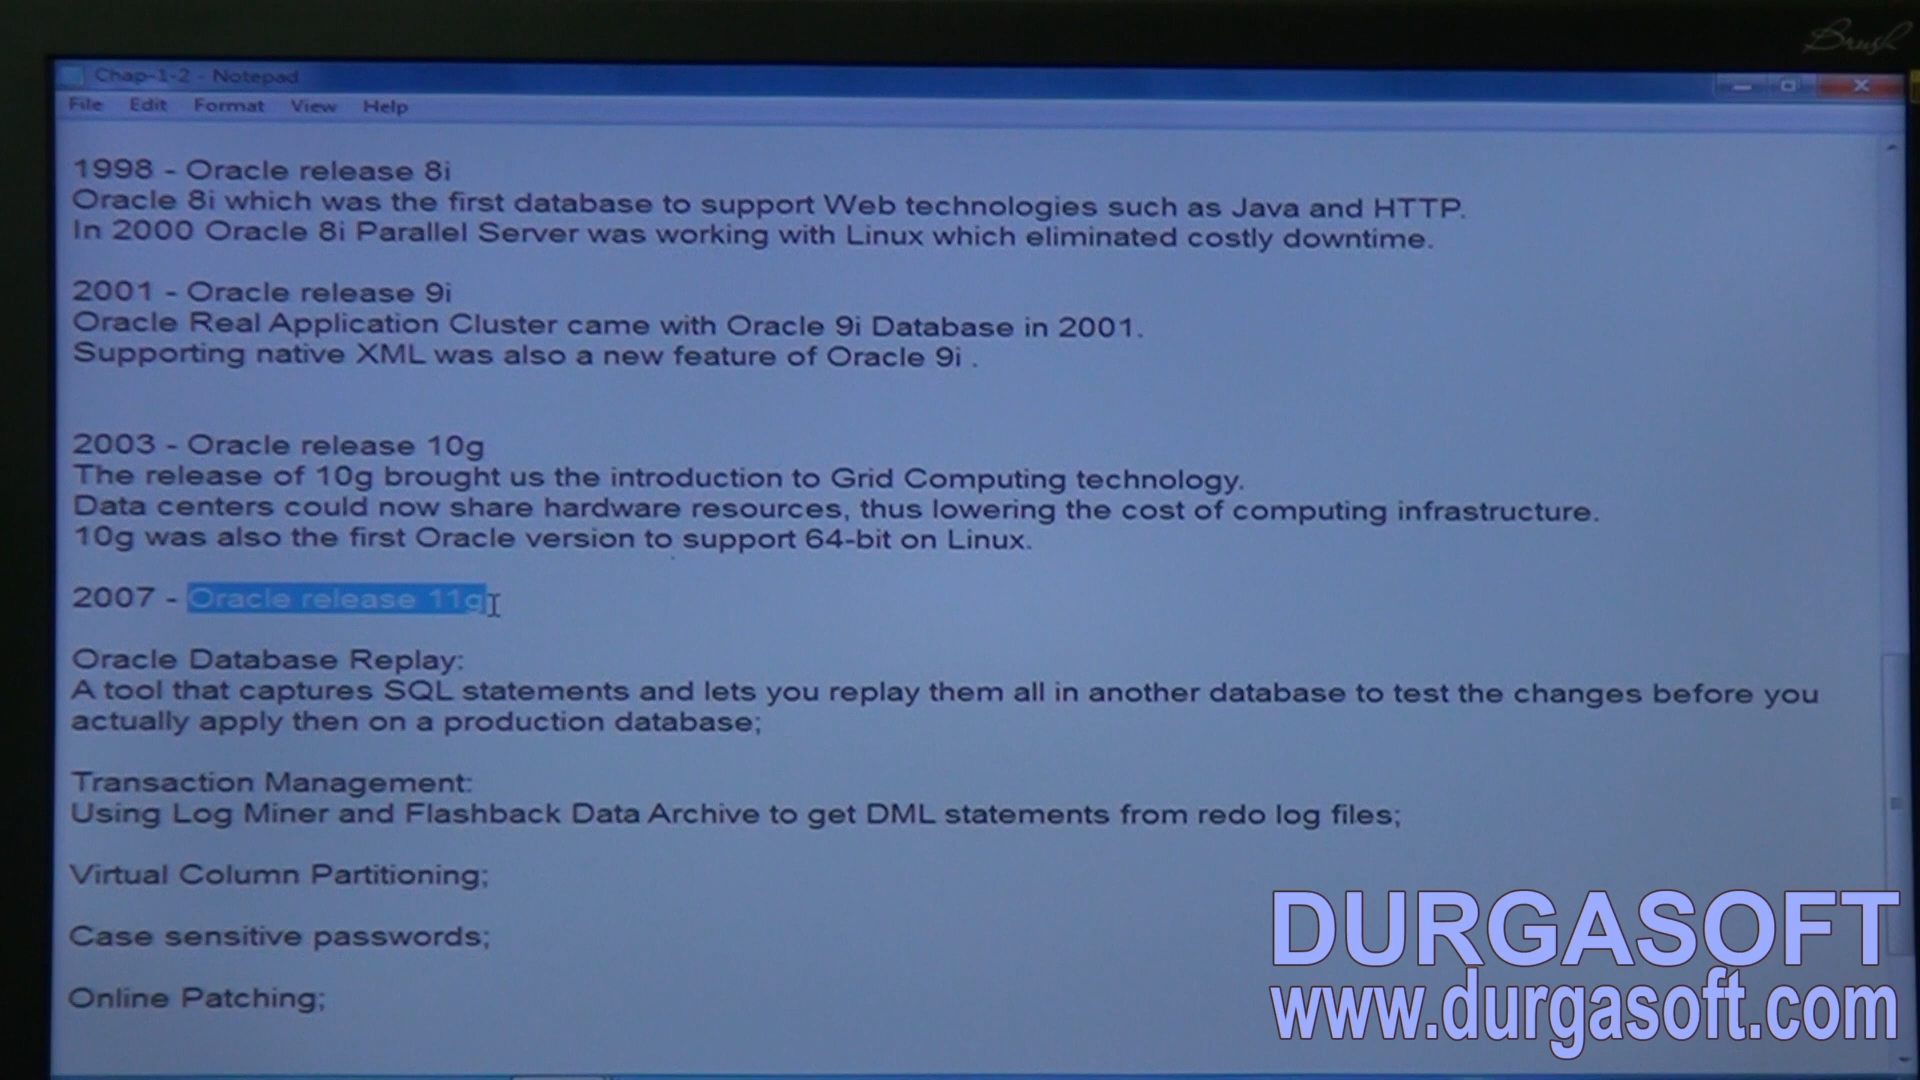 Brush
Chap-1-2 - Notepad
File Edit Format View Help
1998 - Oracle release 8i
Oracle 8i which was the first database to support Web technologies such as Java and HTTP.
In 2000 Oracle 8i Parallel Server was working with Linux which eliminated costly downtime.
2001 - Oracle release 9i
Oracle Real Application Cluster came with Oracle 9i Database in 2001.
Supporting native XML was also a new feature of Oracle 9i .
2003 - Oracle release 10g
The release of 10g brought us the introduction to Grid Computing technology.
Data centers could now share hardware resources, thus lowering the cost of computing infrastructure.
10g was also the first Oracle version to support 64-bit on Linux.
2007 - Oracle release 11g
Oracle Database Replay:
A tool that captures SQL statements and lets you replay them all in another database to test the changes before you
actually apply then on a production database;
Transaction Management:
Using Log Miner and Flashback Data Archive to get DML statements from redo log files;
Virtual Column Partitioning;
Case sensitive passwords;
Online Patching;
DURGASOFT
www.durgasoft.com